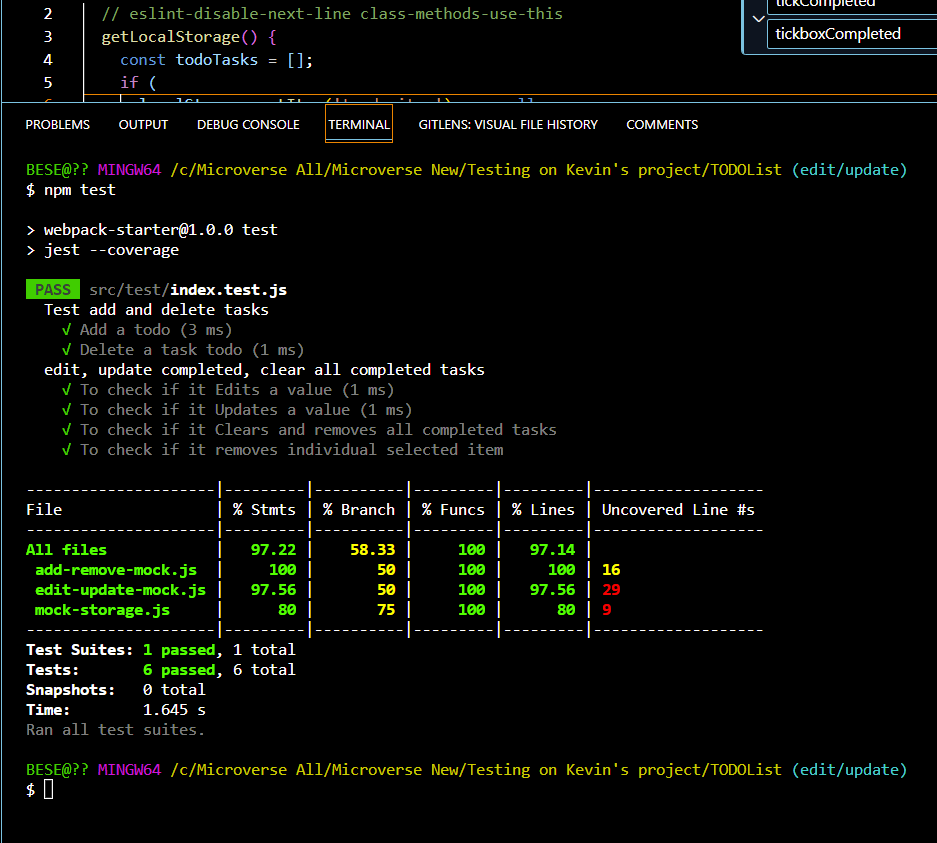 tickCompleted
2 // eslint-disable-next-line class-methods-use-this
3 getLocalStorage() {
tickboxCompleted
4 const todoTasks = [];
5 if (
PROBLEMS OUTPUT DEBUG CONSOLE TERMINAL GITLENS: VISUAL FILE HISTORY COMMENTS
BESE@?? MINGW64 /c/Microverse All/Microverse New/Testing on Kevin's project/TODOList (edit/update)
$ npm test
> webpack-starter@1.0.0 test
> jest --coverage
PASS src/test/index.test.js
Test add and delete tasks
√ Add a todo (3 ms)
√ Delete a task todo (1 ms)
edit, update completed, clear all completed tasks
√ To check if it Edits a value (1 ms)
√ To check if it Updates a value (1 ms)
√ To check if it Clears and removes all completed tasks
√ To check if it removes individual selected item
---------------------|---------|----------|---------|---------|-------------------
File | % Stmts | % Branch | % Funcs | % Lines | Uncovered Line #s
---------------------|---------|----------|---------|---------|-------------------
All files | 97.22 | 58.33 | 100 | 97.14 |
add-remove-mock.js | 100 | 50 | 100 | 100 | 16
edit-update-mock.js | 97.56 | 50 | 100 | 97.56 | 29
mock-storage.js | 80 | 75 | 100 | 80 | 9
---------------------|---------|----------|---------|---------|-------------------
Test Suites: 1 passed, 1 total
Tests: 6 passed, 6 total
Snapshots: 0 total
Time: 1.645 s
Ran all test suites.
BESE@?? MINGW64 /c/Microverse All/Microverse New/Testing on Kevin's project/TODOList (edit/update)
$